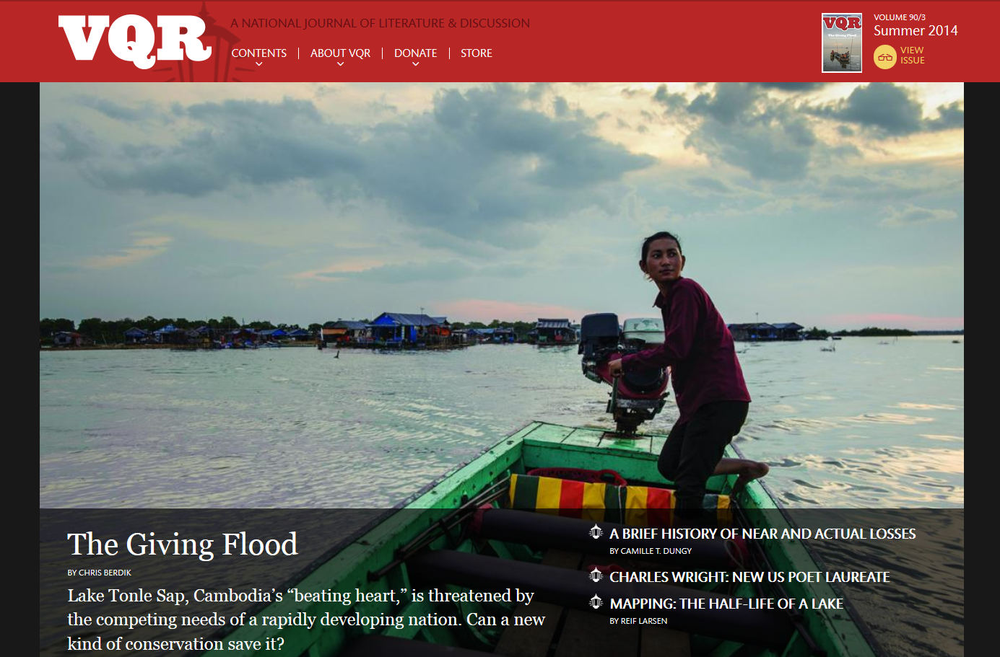 VQR
A NATIONAL JOURNAL OF LITERATURE & DISCUSSION
CONTENTS
ABOUT VQR
DONATE
STORE
VQR
The Giving Flood
VOLUME 90/3
Summer 2014
VIEW
ISSUE
The Giving Flood
BY CHRIS BERDIK
Lake Tonle Sap, Cambodia’s “beating heart,” is threatened by
the competing needs of a rapidly developing nation. Can a new
kind of conservation save it?
A BRIEF HISTORY OF NEAR AND ACTUAL LOSSES
BY CAMILLE T. DUNGY
CHARLES WRIGHT: NEW US POET LAUREATE
MAPPING: THE HALF-LIFE OF A LAKE
BY REIF LARSEN